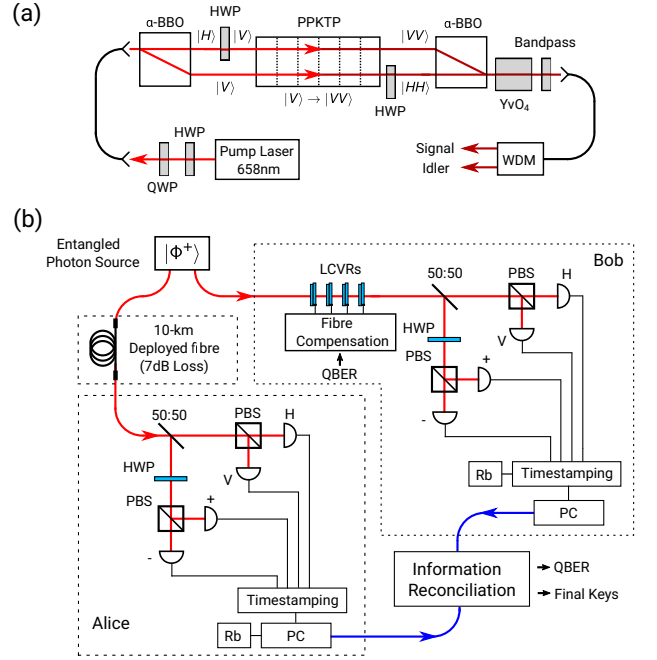 (a)
α-BBO
HWP
PPKTP
α-BBO
|H⟩
|V⟩
|VV⟩
Bandpass
|V⟩
|V⟩ → |VV⟩
|HH⟩
HWP
YvO₄
HWP
QWP
Pump Laser
658nm
Signal
Idler
WDM
(b)
Entangled
Photon Source
|Φ⁺⟩
Bob
LCVRs
50:50
PBS
H
Fibre
Compensation
QBER
HWP
V
PBS
+
-
10-km
Deployed fibre
(7dB Loss)
50:50
PBS
H
HWP
V
PBS
+
-
Rb
Timestamping
PC
Timestamping
Rb
PC
Alice
Information
Reconciliation
QBER
Final Keys